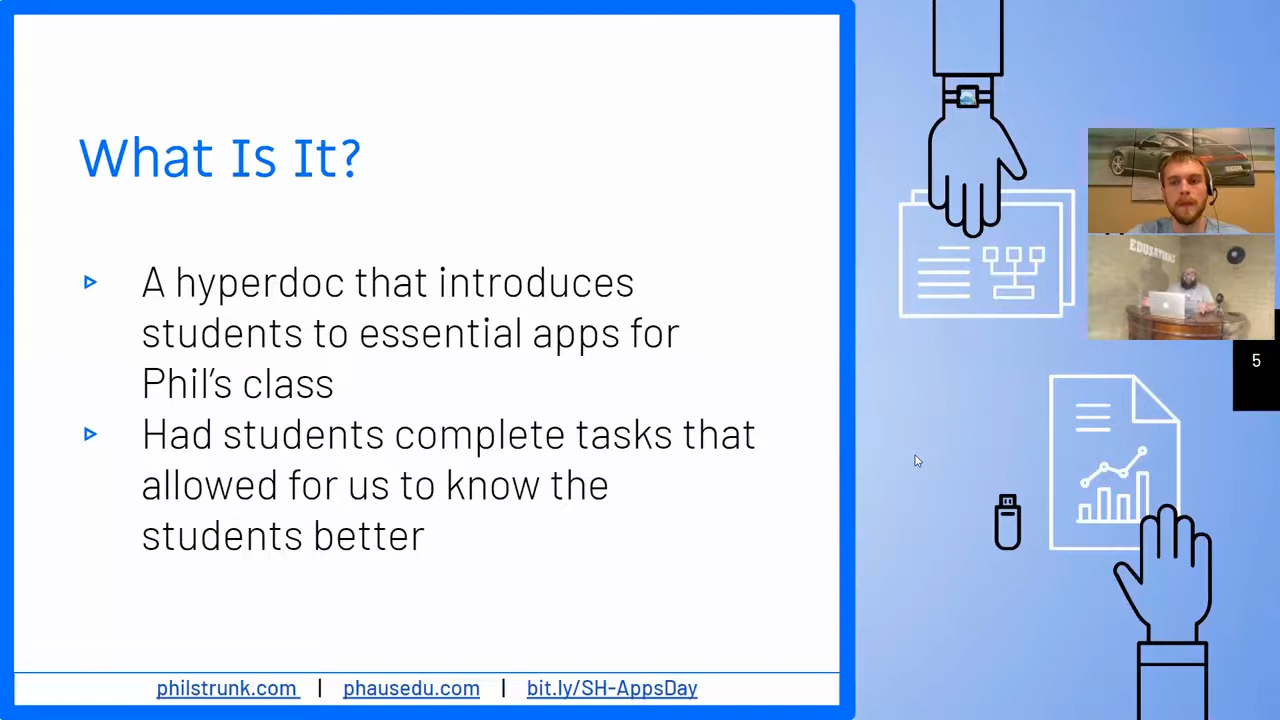 What Is It?
A hyperdoc that introduces
students to essential apps for
Phil's class
Had students complete tasks that
allowed for us to know the
students better
philstrunk.com | phausedu.com | bit.ly/SH-AppsDay
5